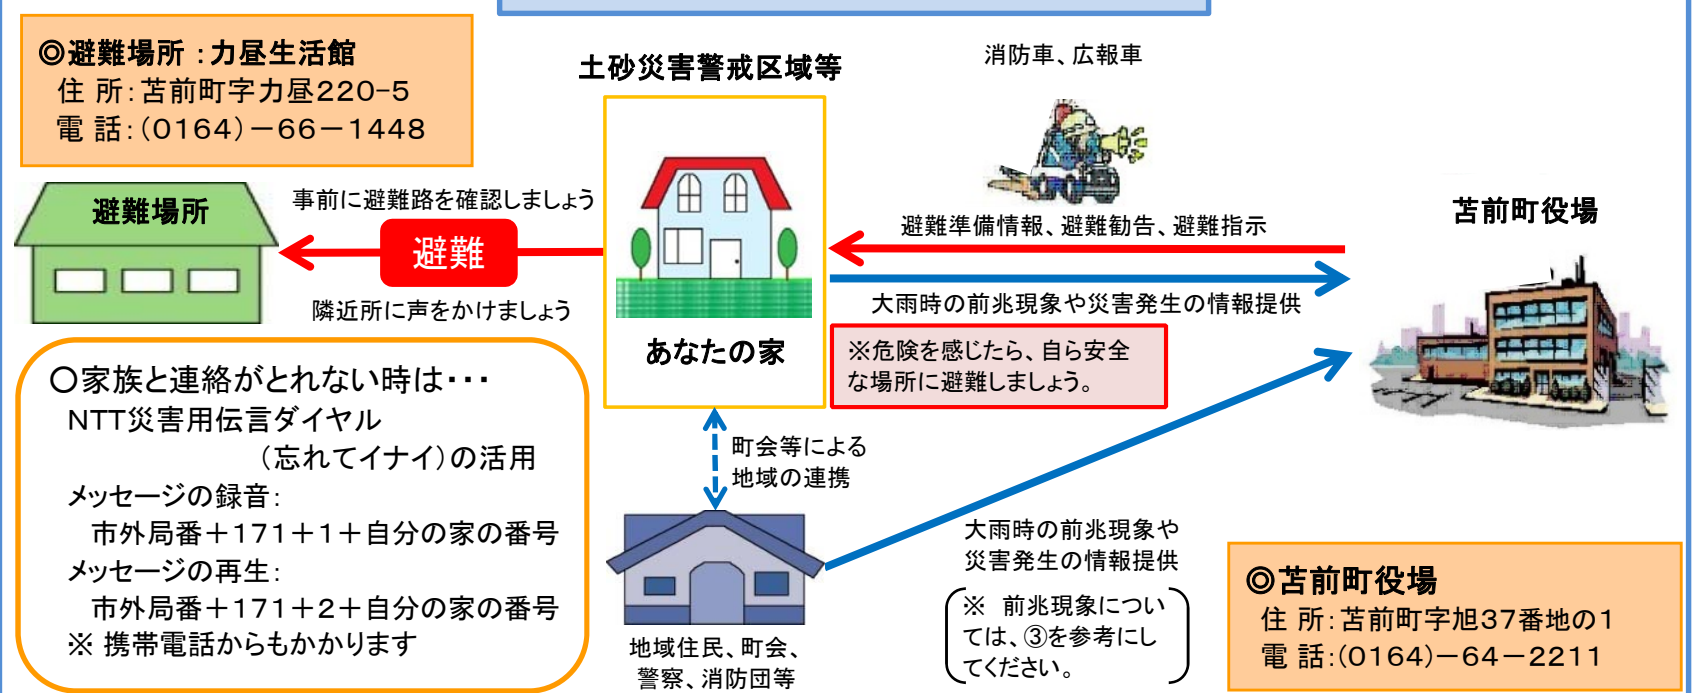 ◎避難場所：力昼生活館
住 所：苫前町字力昼220-5
電 話：(0164)－66－1448
土砂災害警戒区域等
消防車、広報車
避難場所
事前に避難路を確認しましょう
避難
隣近所に声をかけましょう
あなたの家
避難準備情報、避難勧告、避難指示
大雨時の前兆現象や災害発生の情報提供
苫前町役場
※危険を感じたら、自ら安全
な場所に避難しましょう。
〇家族と連絡がとれない時は・・・
NTT災害用伝言ダイヤル
（忘れてイナイ）の活用
メッセージの録音：
市外局番＋171＋1＋自分の家の番号
メッセージの再生：
市外局番＋171＋2＋自分の家の番号
※ 携帯電話からもかかります
町会等による
地域の連携
地域住民、町会、
警察、消防団等
大雨時の前兆現象や
災害発生の情報提供
※ 前兆現象につい
ては、③を参考にし
てください。
◎苫前町役場
住 所：苫前町字旭37番地の1
電 話：(0164)－64－2211